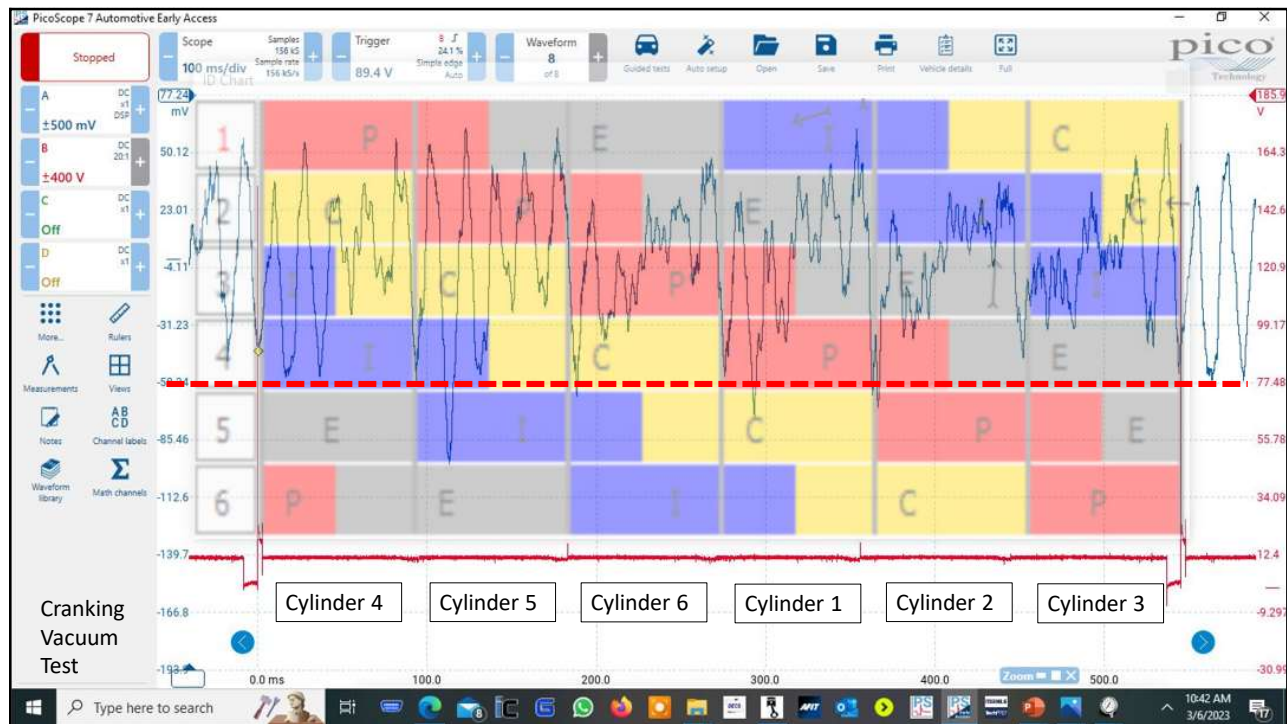 PicoScope 7 Automotive Early Access
Stopped
Scope
100 ms/div
Samples
156 kS
Sample rate
156 kS/s
Trigger
89.4 V
24.1 %
Simple edge
Auto
Waveform
8
of 8
Guided tests
Auto setup
Open
Save
Print
Vehicle details
Full
pico
Technology
ID Chart
A
DC
x1
DSP
±500 mV
B
DC
20:1
±400 V
C
DC
x1
Off
D
DC
x1
Off
More...
Rulers
Measurements
Views
Notes
Channel labels
Waveform library
Math channels
77.24
mV
50.12
23.01
-4.11
-31.23
-85.46
-112.6
-139.7
-166.8
-193.9
185.9
V
164.3
142.6
120.9
99.17
77.48
55.78
34.09
12.4
-9.297
-30.99
1 P E I C
2 C P E I C
3 I C P E I
4 I C P E
5 E I C P E
6 P E I C P
Cylinder 4 Cylinder 5 Cylinder 6 Cylinder 1 Cylinder 2 Cylinder 3
Cranking
Vacuum
Test
0.0 ms 100.0 200.0 300.0 400.0 500.0
Zoom
Type here to search
10:42 AM
3/6/2023